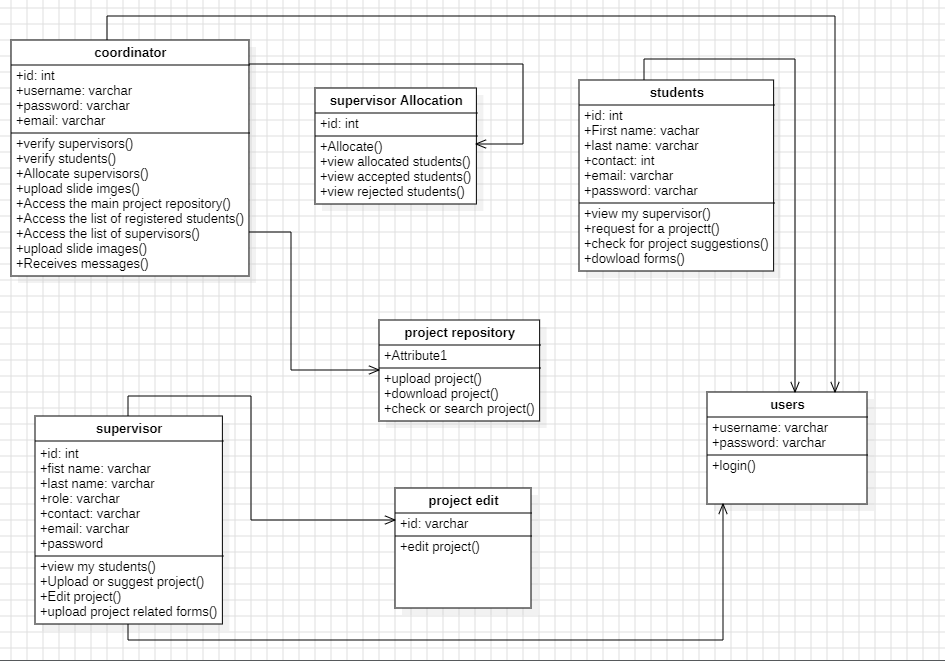 coordinator
+id: int
+username: varchar
+password: varchar
+email: varchar
+verify supervisors()
+verify students()
+Allocate supervisors()
+upload slide imges()
+Access the main project repository()
+Access the list of registered students()
+Access the list of supervisors()
+upload slide images()
+Receives messages()
supervisor Allocation
+id: int
+Allocate()
+view allocated students()
+view accepted students()
+view rejected students()
students
+id: int
+First name: vachar
+last name: varchar
+contact: int
+email: varchar
+password: varchar
+view my supervisor()
+request for a projectt()
+check for project suggestions()
+dowload forms()
project repository
+Attribute1
+upload project()
+download project()
+check or search project()
users
+username: varchar
+password: varchar
+login()
supervisor
+id: int
+fist name: varchar
+last name: varchar
+role: varchar
+contact: varchar
+email: varchar
+password
+view my students()
+Upload or suggest project()
+Edit project()
+upload project related forms()
project edit
+id: varchar
+edit project()